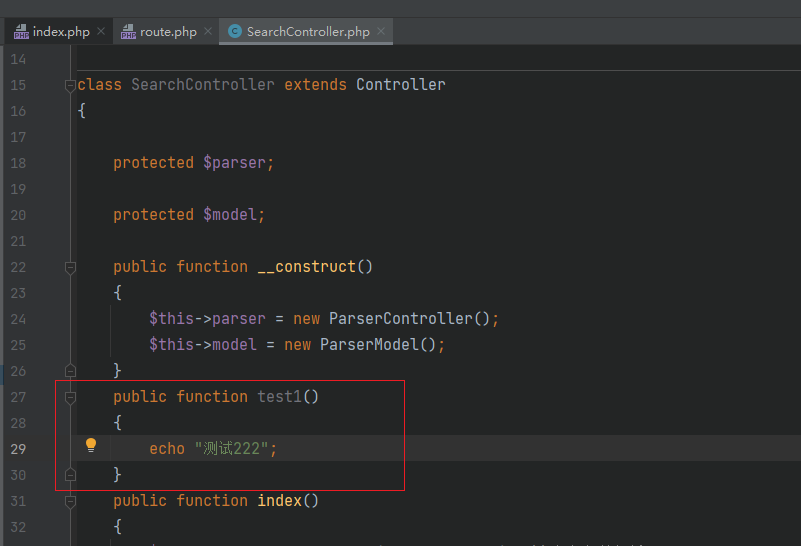 index.php route.php SearchController.php
14
15 class SearchController extends Controller
16 {
17
18 protected $parser;
19
20 protected $model;
21
22 public function __construct()
23 {
24 $this->parser = new ParserController();
25 $this->model = new ParserModel();
26 }
27 public function test1()
28 {
29 echo "测试222";
30 }
31 public function index()
32 {